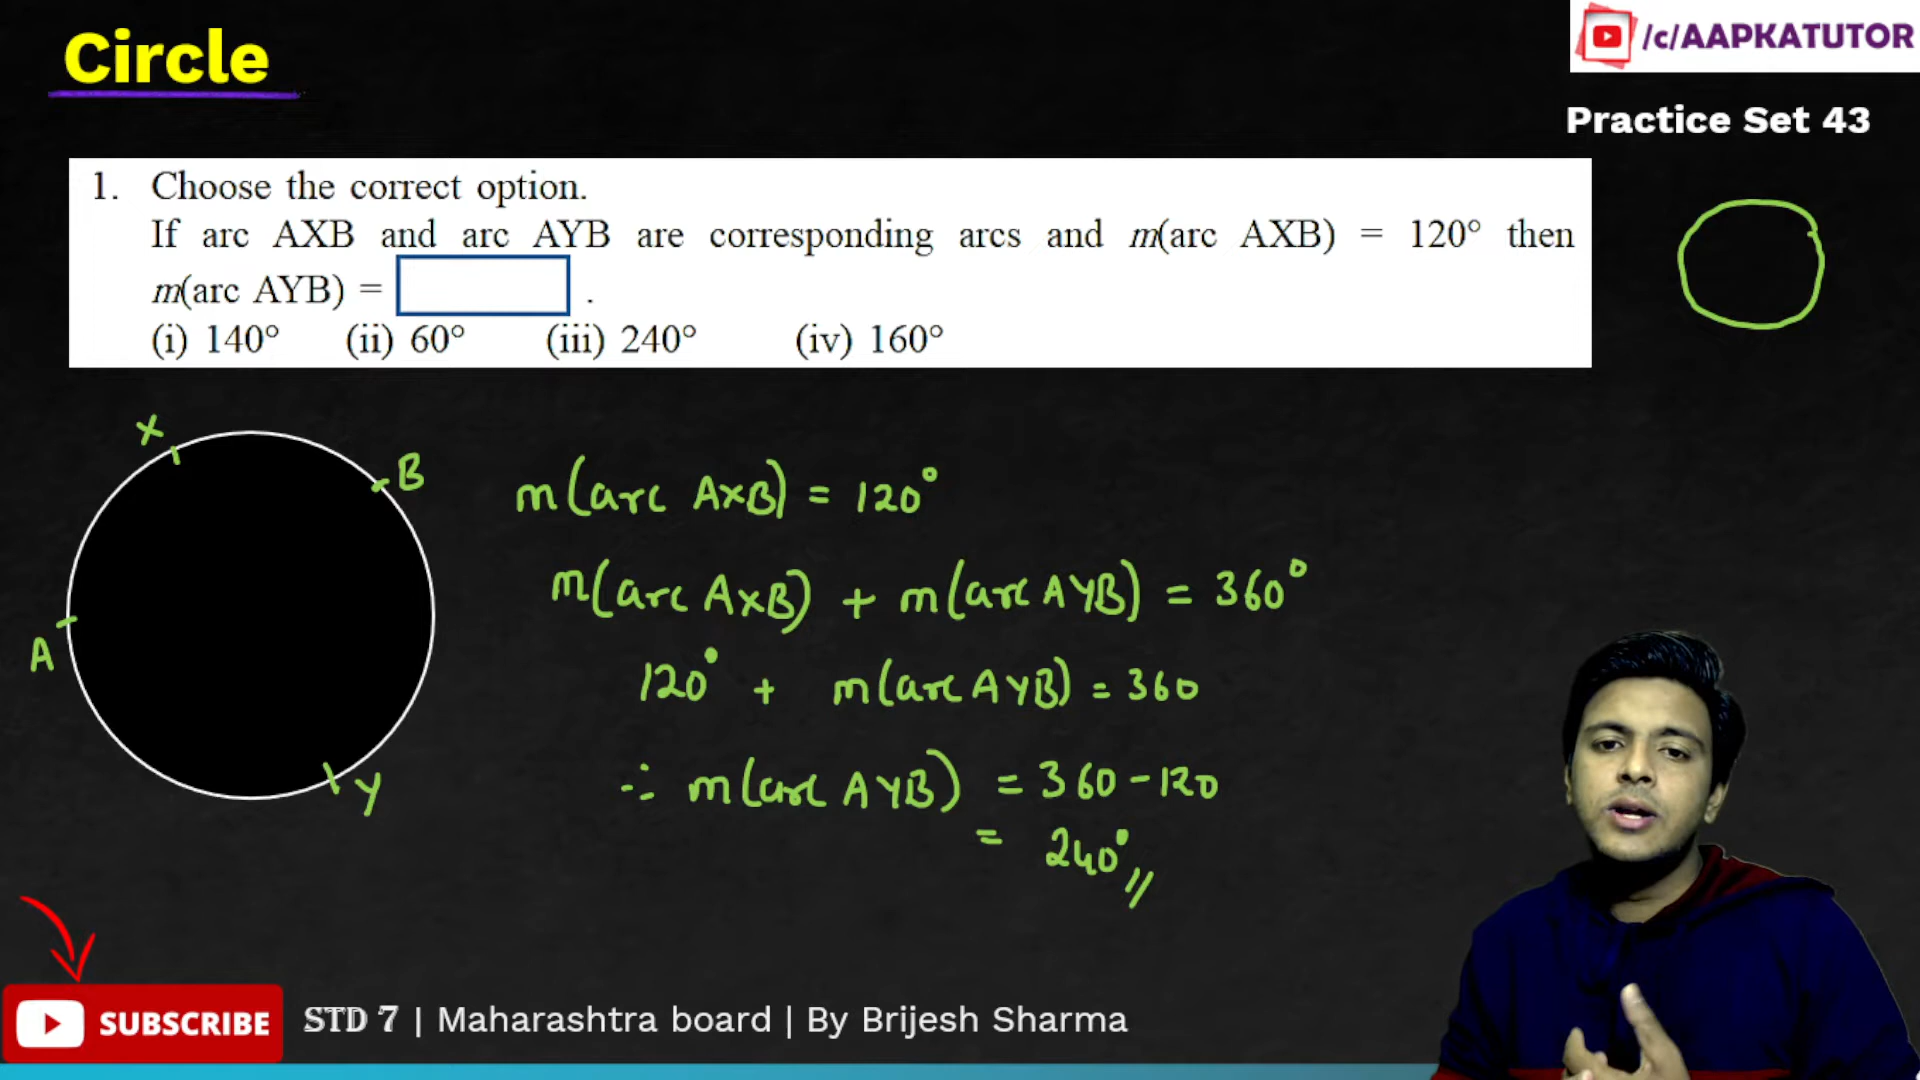 Circle
/c/AAPKATUTOR
Practice Set 43
1. Choose the correct option.
If arc AXB and arc AYB are corresponding arcs and m(arc AXB) = 120° then
m(arc AYB) = .
(i) 140° (ii) 60° (iii) 240° (iv) 160°
X
B
A
Y
m(arc AXB) = 120°
m(arc AXB) + m(arc AYB) = 360°
120° + m(arc AYB) = 360
∴ m(arc AYB) = 360 - 120
= 240° //
SUBSCRIBE
STD 7 | Maharashtra board | By Brijesh Sharma